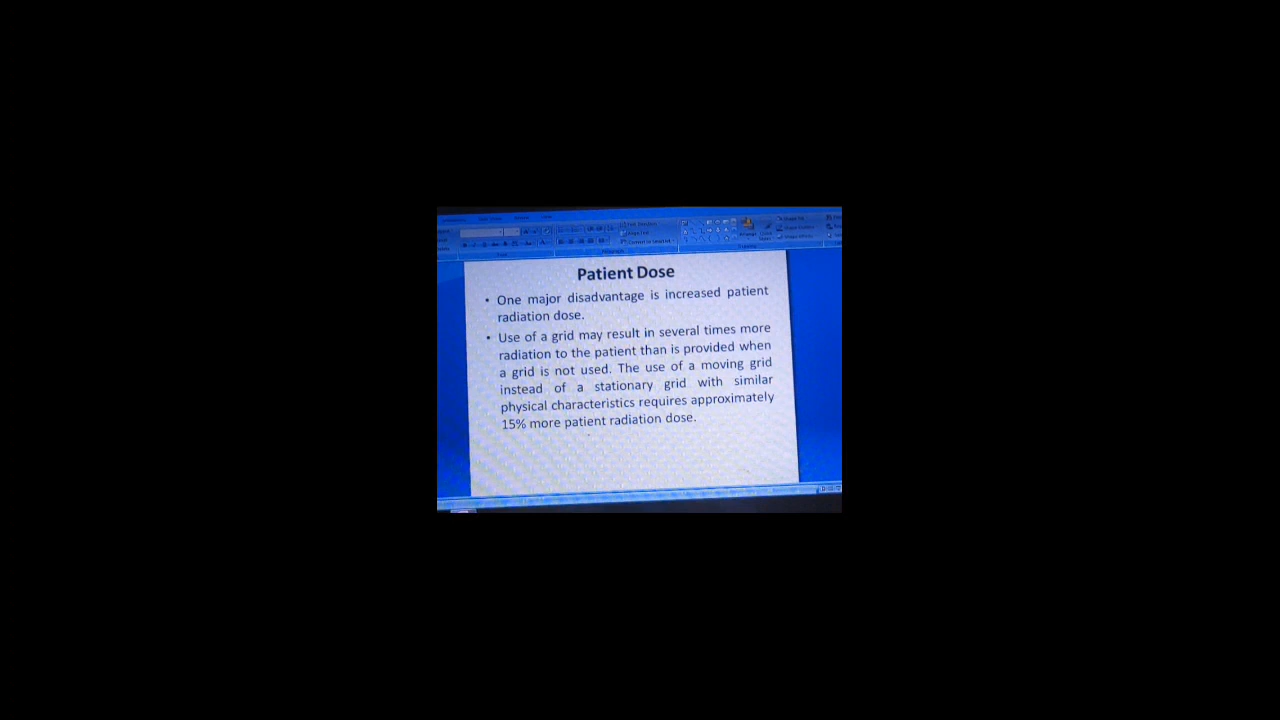 Patient Dose
• One major disadvantage is increased patient
radiation dose.
• Use of a grid may result in several times more
radiation to the patient than is provided when
a grid is not used. The use of a moving grid
instead of a stationary grid with similar
physical characteristics requires approximately
15% more patient radiation dose.